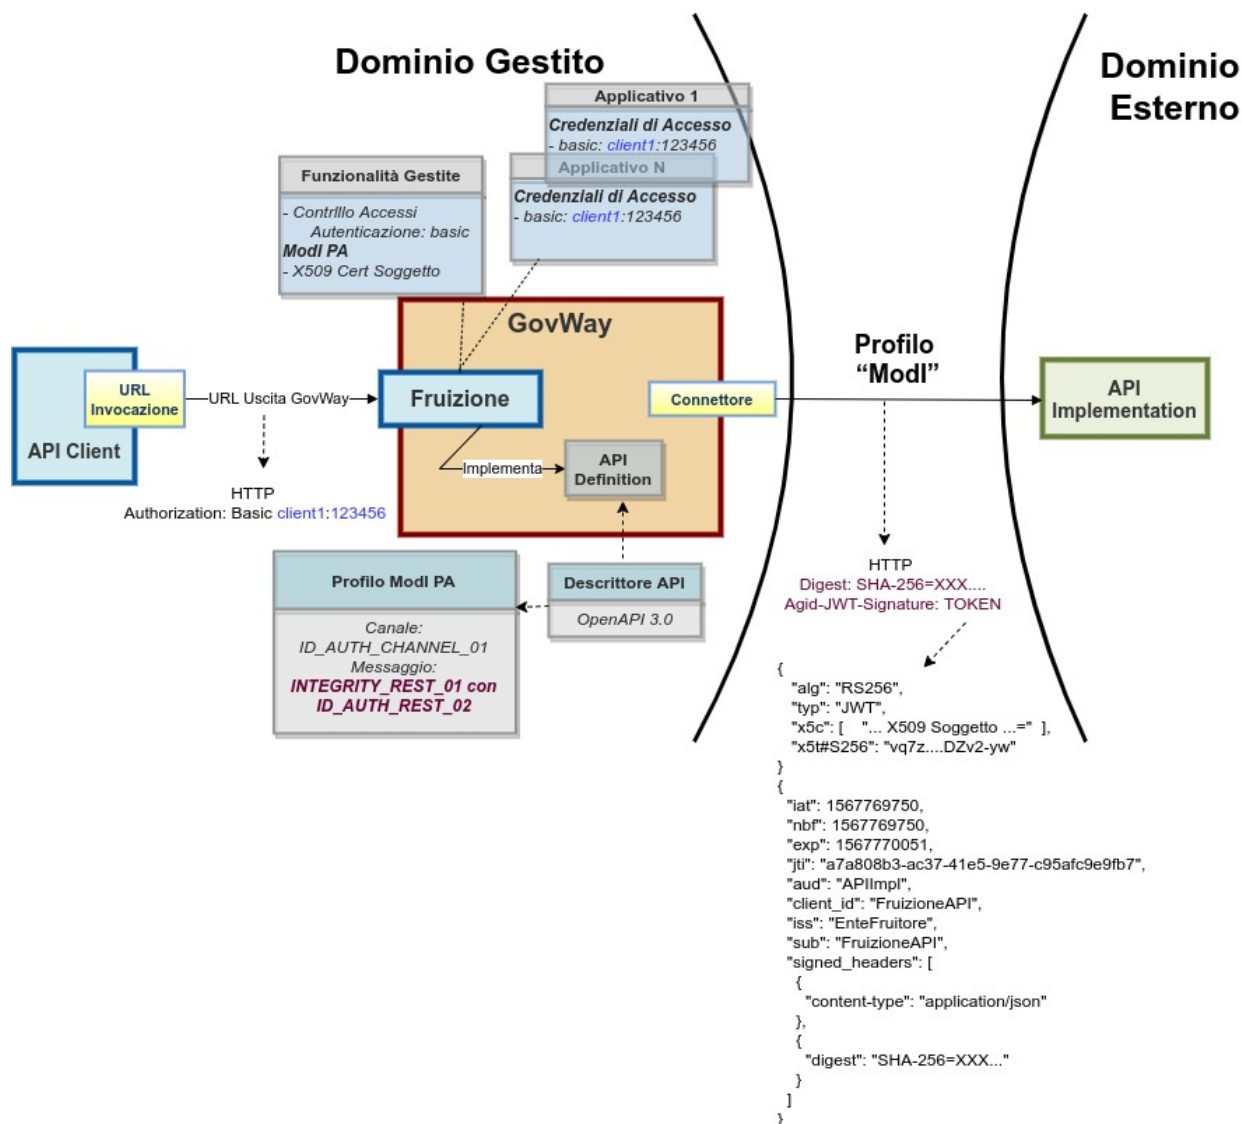 Dominio Gestito
Dominio
Esterno
Applicativo 1
Credenziali di Accesso
- basic: client1:123456
Applicativo N
Credenziali di Accesso
- basic: client1:123456
Funzionalità Gestite
- Contrlllo Accessi
Autenticazione: basic
ModI PA
- X509 Cert Soggetto
GovWay
Profilo
“ModI”
URL
Invocazione
API Client
URL Uscita GovWay
Fruizione
Connettore
API
Implementation
Implementa
API
Definition
HTTP
Authorization: Basic client1:123456
Profilo ModI PA
Canale:
ID_AUTH_CHANNEL_01
Messaggio:
INTEGRITY_REST_01 con
ID_AUTH_REST_02
Descrittore API
OpenAPI 3.0
HTTP
Digest: SHA-256=XXX....
Agid-JWT-Signature: TOKEN
{
"alg": "RS256",
"typ": "JWT",
"x5c": [ "... X509 Soggetto ...=" ],
"x5t#S256": "vq7z....DZv2-yw"
}
{
"iat": 1567769750,
"nbf": 1567769750,
"exp": 1567770051,
"jti": "a7a808b3-ac37-41e5-9e77-c95afc9e9fb7",
"aud": "APIImpl",
"client_id": "FruizioneAPI",
"iss": "EnteFruitore",
"sub": "FruizioneAPI",
"signed_headers": [
{
"content-type": "application/json"
},
{
"digest": "SHA-256=XXX..."
}
]
}